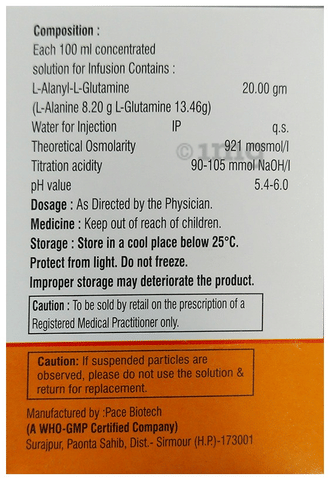 Composition :
Each 100 ml concentrated
solution for Infusion Contains :
L-Alanyl-L-Glutamine 20.00 gm
(L-Alanine 8.20 g L-Glutamine 13.46g)
Water for Injection IP q.s.
Theoretical Osmolarity 921 mosmol/l
Titration acidity 90-105 mmol NaOH/l
pH value 5.4-6.0
Dosage : As Directed by the Physician.
Medicine : Keep out of reach of children.
Storage : Store in a cool place below 25°C.
Protect from light. Do not freeze.
Improper storage may deteriorate the product.
Caution : To be sold by retail on the prescription of a
Registered Medical Practitioner only.
Caution: If suspended particles are
observed, please do not use the solution &
return for replacement.
Manufactured by :Pace Biotech
(A WHO-GMP Certified Company)
Surajpur, Paonta Sahib, Dist.- Sirmour (H.P.)-173001